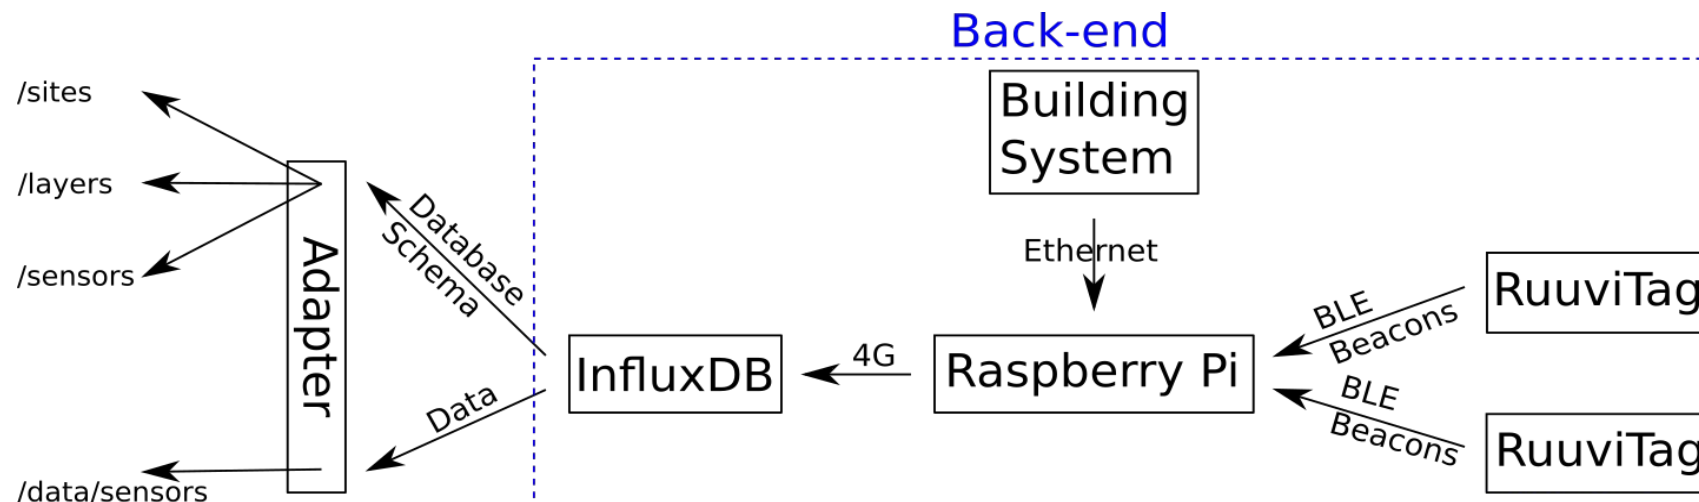 Back-end
/sites
/layers
/sensors
/data/sensors
Adapter
Database
Schema
Data
InfluxDB
4G
Building
System
Ethernet
Raspberry Pi
BLE
Beacons
BLE
Beacons
RuuviTag
RuuviTag